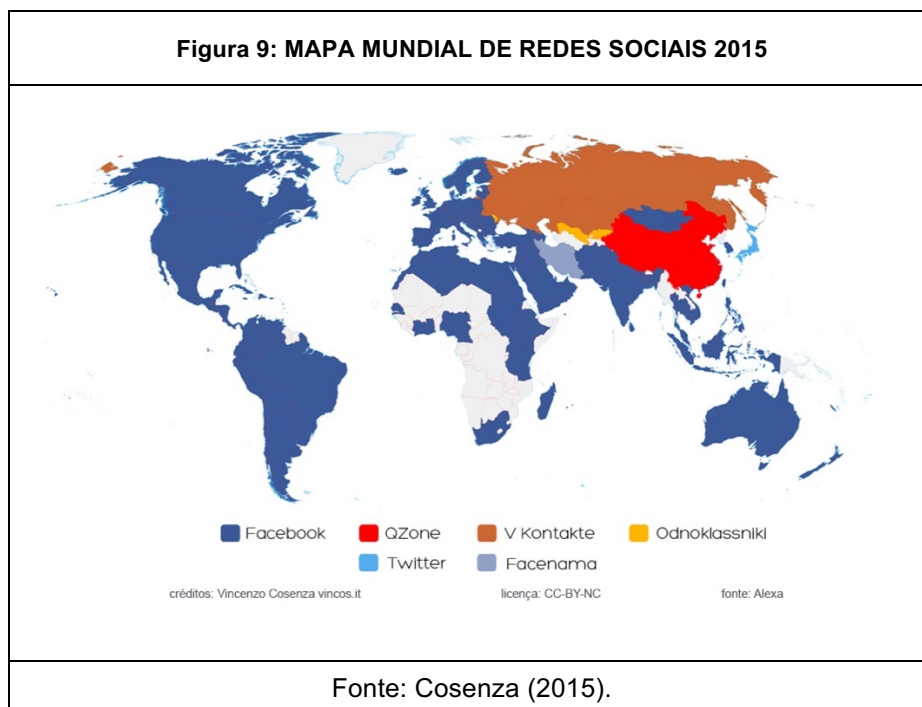 Figura 9: MAPA MUNDIAL DE REDES SOCIAIS 2015
Facebook QZone V Kontakte Odnoklassniki
Twitter Facenama
créditos: Vincenzo Cosenza vincos.it licença: CC-BY-NC fonte: Alexa
Fonte: Cosenza (2015).